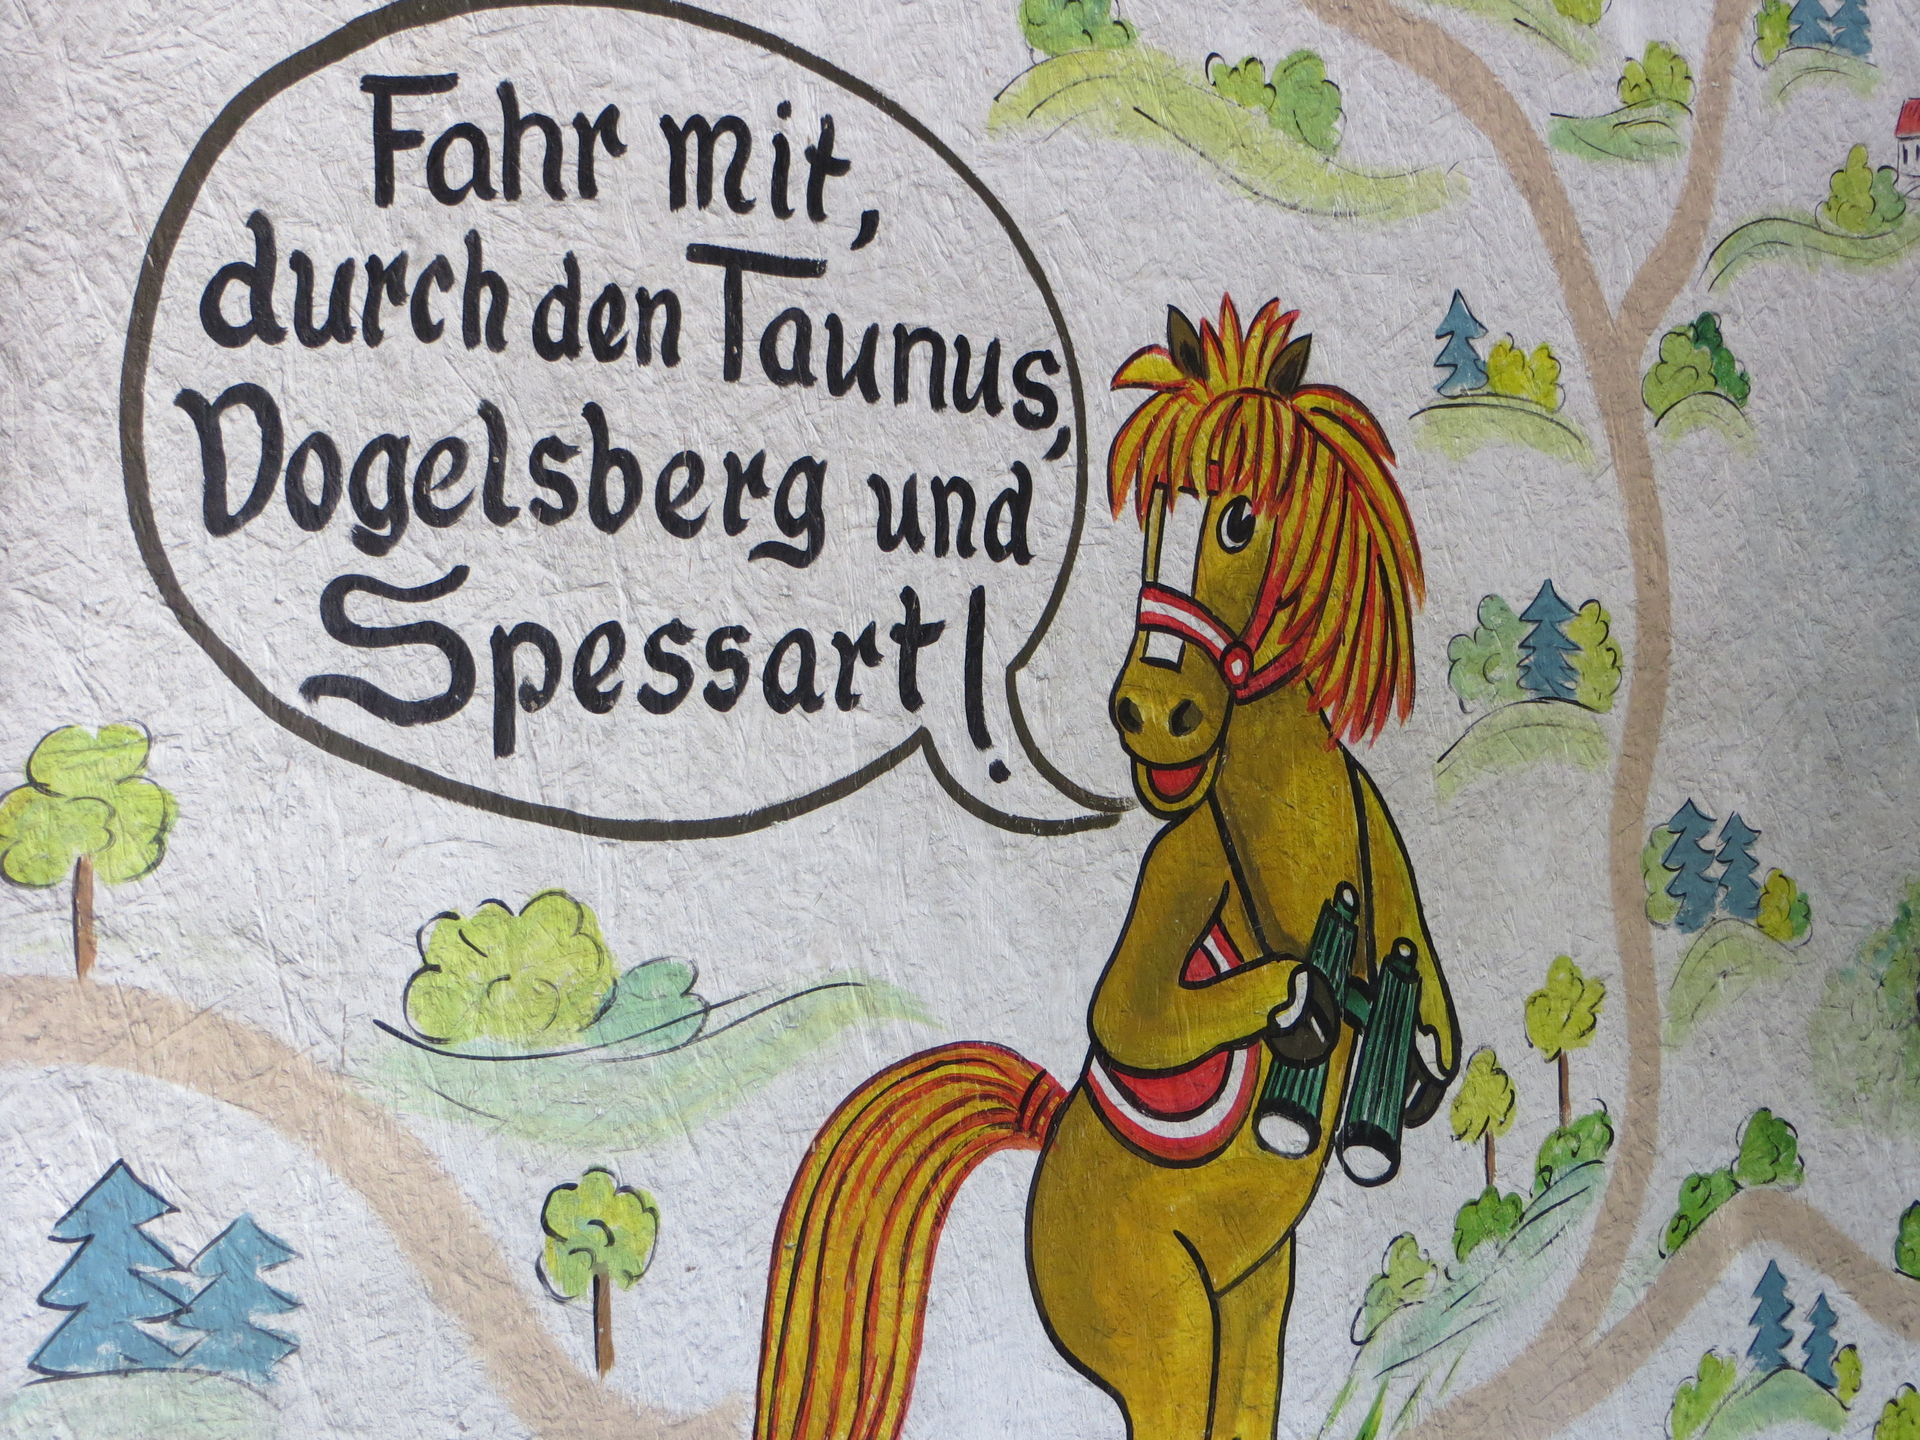 Fahr mit,
durch den Taunus,
Vogelsberg und
Spessart!